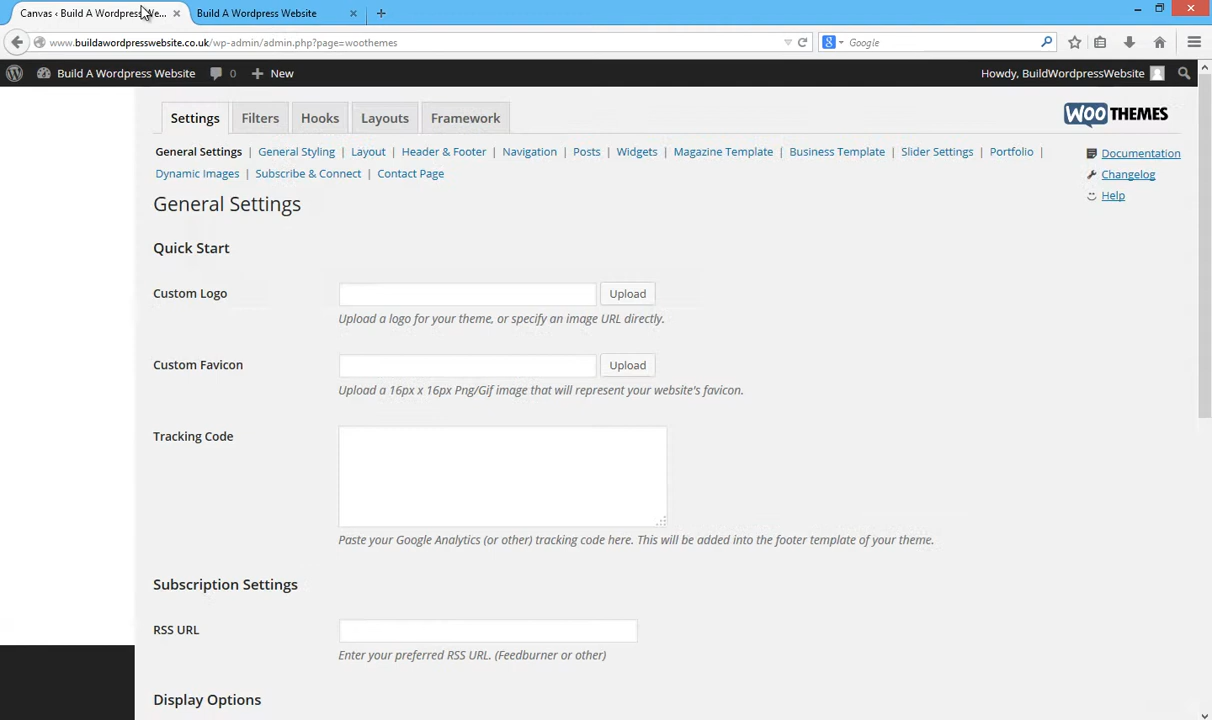 Canvas ‹ Build A Wordpress We...
Build A Wordpress Website
www.buildawordpresswebsite.co.uk/wp-admin/admin.php?page=woothemes
Google
Build A Wordpress Website 0 + New
Howdy, BuildWordpressWebsite
Settings Filters Hooks Layouts Framework
WOOTHEMES
General Settings | General Styling | Layout | Header & Footer | Navigation | Posts | Widgets | Magazine Template | Business Template | Slider Settings | Portfolio |
Dynamic Images | Subscribe & Connect | Contact Page
Documentation
Changelog
Help
General Settings
Quick Start
Custom Logo
Upload
Upload a logo for your theme, or specify an image URL directly.
Custom Favicon
Upload
Upload a 16px x 16px Png/Gif image that will represent your website's favicon.
Tracking Code
Paste your Google Analytics (or other) tracking code here. This will be added into the footer template of your theme.
Subscription Settings
RSS URL
Enter your preferred RSS URL. (Feedburner or other)
Display Options